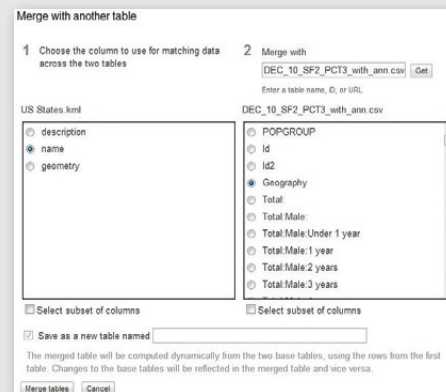 Merge with another table
1 Choose the column to use for matching data
across the two tables
2 Merge with
DEC_10_SF2_PCT3_with_ann.csv Get
Enter a table name, ID, or URL
US States.kml
description
name
geometry
Select subset of columns
DEC_10_SF2_PCT3_with_ann.csv
POPGROUP
Id
Id2
Geography
Total:
Total:Male:
Total:Male:Under 1 year
Total:Male:1 year
Total:Male:2 years
Total:Male:3 years
Select subset of columns
Save as a new table named
The merged table will be computed dynamically from the two base tables, using the rows from the first
table. Changes to the base tables will be reflected in the merged table and vice versa.
Merge tables Cancel